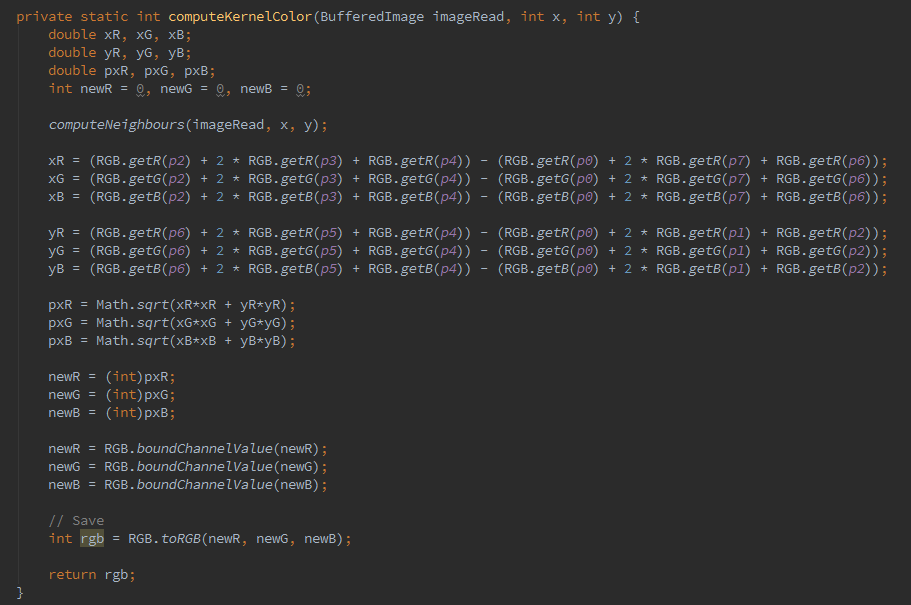 private static int computeKernelColor(BufferedImage imageRead, int x, int y) {
    double xR, xG, xB;
    double yR, yG, yB;
    double pxR, pxG, pxB;
    int newR = 0, newG = 0, newB = 0;

    computeNeighbours(imageRead, x, y);

    xR = (RGB.getR(p2) + 2 * RGB.getR(p3) + RGB.getR(p4)) - (RGB.getR(p0) + 2 * RGB.getR(p7) + RGB.getR(p6));
    xG = (RGB.getG(p2) + 2 * RGB.getG(p3) + RGB.getG(p4)) - (RGB.getG(p0) + 2 * RGB.getG(p7) + RGB.getG(p6));
    xB = (RGB.getB(p2) + 2 * RGB.getB(p3) + RGB.getB(p4)) - (RGB.getB(p0) + 2 * RGB.getB(p7) + RGB.getB(p6));

    yR = (RGB.getR(p6) + 2 * RGB.getR(p5) + RGB.getR(p4)) - (RGB.getR(p0) + 2 * RGB.getR(p1) + RGB.getR(p2));
    yG = (RGB.getG(p6) + 2 * RGB.getG(p5) + RGB.getG(p4)) - (RGB.getG(p0) + 2 * RGB.getG(p1) + RGB.getG(p2));
    yB = (RGB.getB(p6) + 2 * RGB.getB(p5) + RGB.getB(p4)) - (RGB.getB(p0) + 2 * RGB.getB(p1) + RGB.getB(p2));

    pxR = Math.sqrt(xR*xR + yR*yR);
    pxG = Math.sqrt(xG*xG + yG*yG);
    pxB = Math.sqrt(xB*xB + yB*yB);

    newR = (int)pxR;
    newG = (int)pxG;
    newB = (int)pxB;

    newR = RGB.boundChannelValue(newR);
    newG = RGB.boundChannelValue(newG);
    newB = RGB.boundChannelValue(newB);

    // Save
    int rgb = RGB.toRGB(newR, newG, newB);

    return rgb;
}